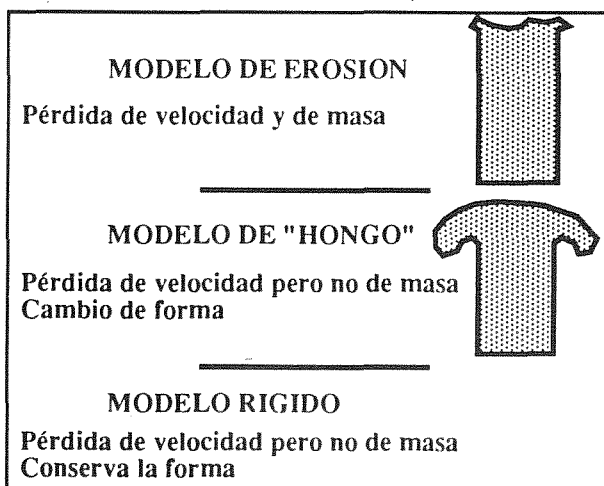 MODELO DE EROSION
Pérdida de velocidad y de masa
MODELO DE "HONGO"
Pérdida de velocidad pero no de masa
Cambio de forma
MODELO RIGIDO
Pérdida de velocidad pero no de masa
Conserva la forma